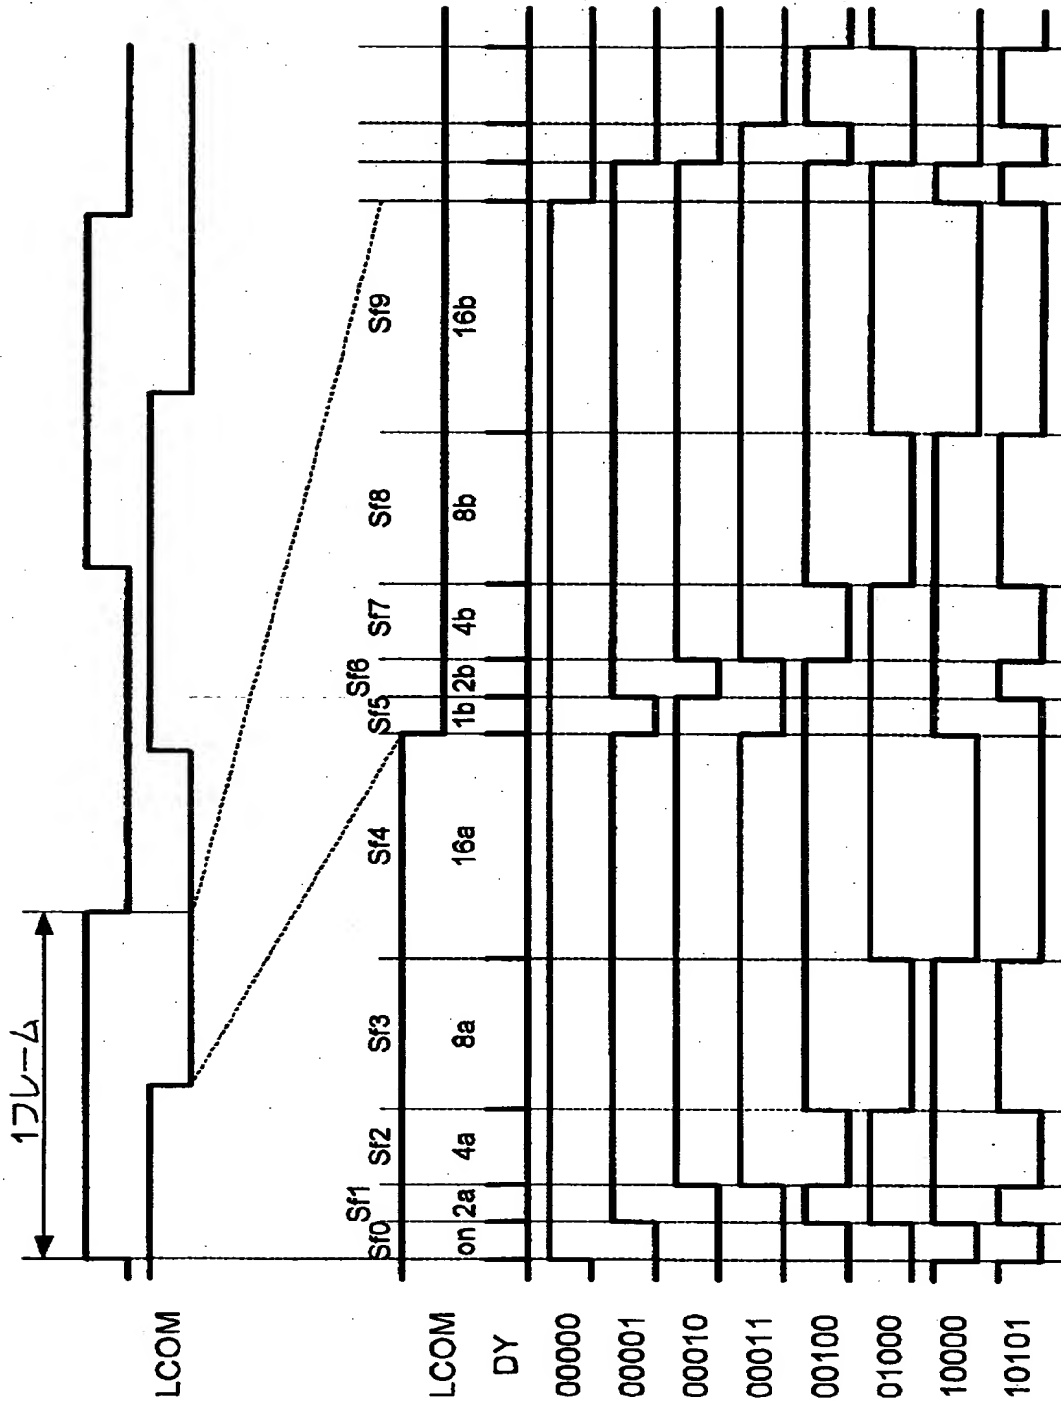 1フレーム
LCOM
Sf0 Sf1 Sf2 Sf3 Sf4 Sf5 Sf6 Sf7 Sf8 Sf9
LCOM
on 2a 4a 8a 16a 1b 2b 4b 8b 16b
DY
00000
00001
00010
00011
00100
01000
10000
10101